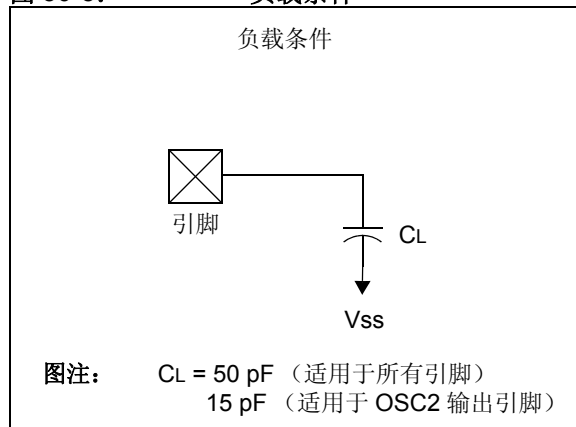 负载条件
引脚
CL
Vss
图注： CL = 50 pF （适用于所有引脚）
15 pF （适用于 OSC2 输出引脚）